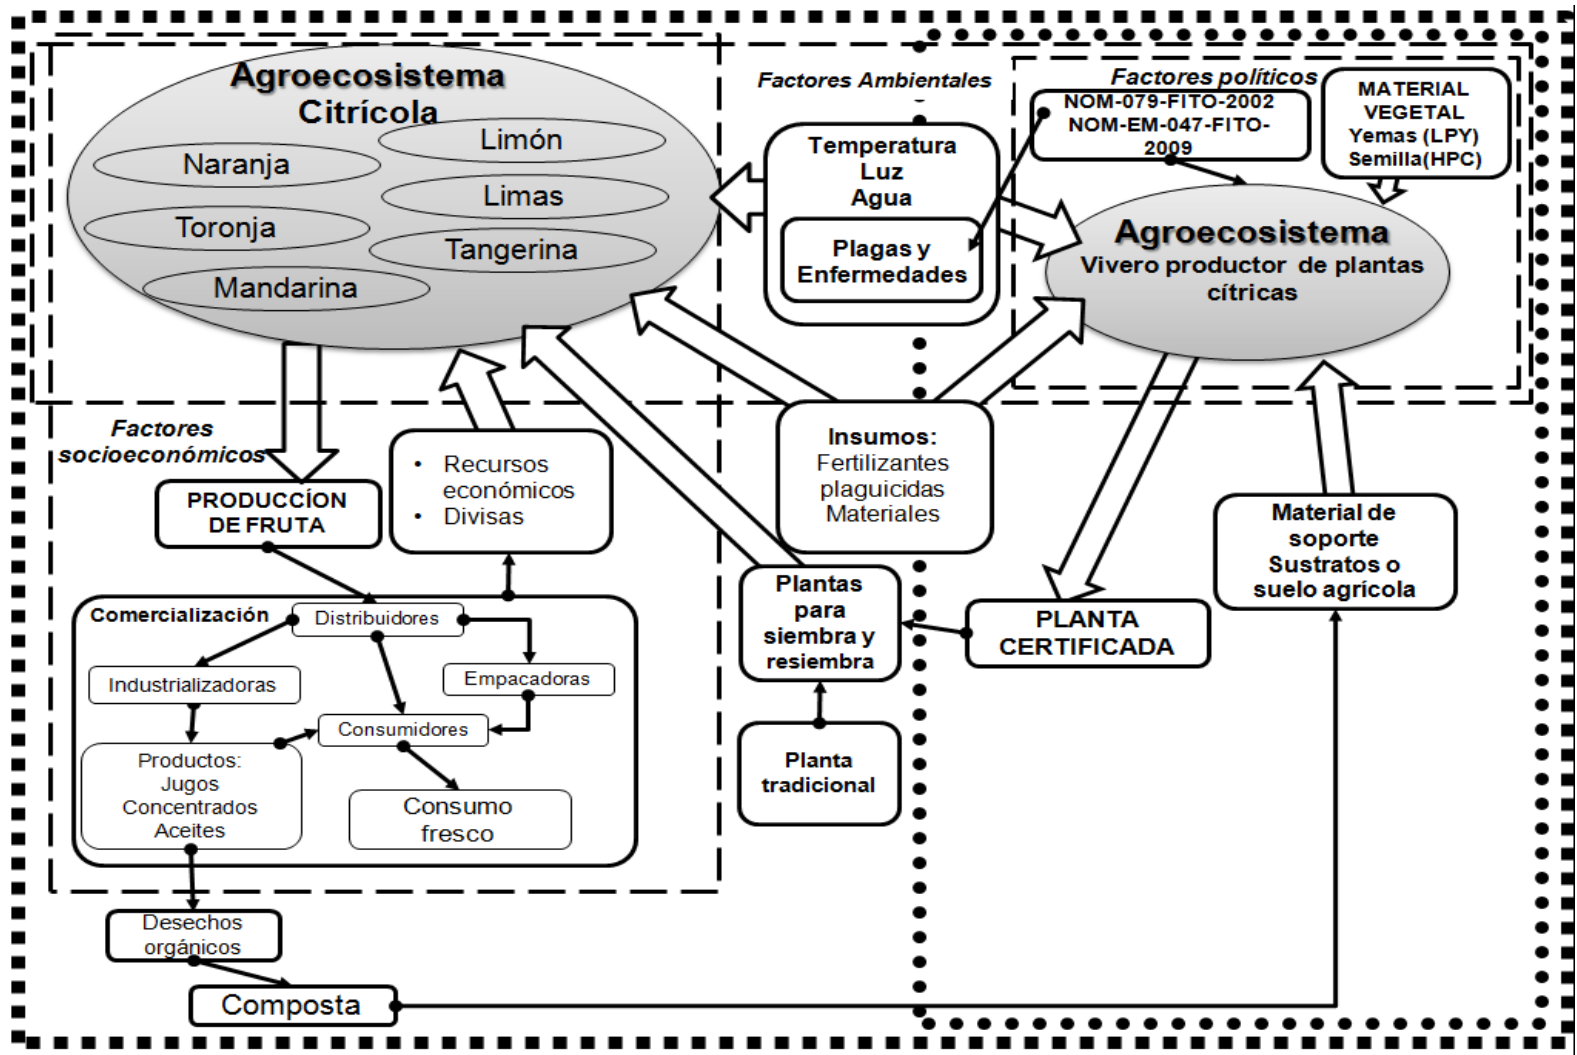 Agroecosistema
Citrícola
Limón
Naranja
Limas
Toronja
Tangerina
Mandarina
Factores Ambientales
Temperatura
Luz
Agua
Plagas y
Enfermedades
Factores políticos
NOM-079-FITO-2002
NOM-EM-047-FITO-
2009
MATERIAL
VEGETAL
Yemas (LPY)
Semilla(HPC)
Agroecosistema
Vivero productor de plantas
cítricas
Factores
socioeconómicos
PRODUCCÍON
DE FRUTA
• Recursos
económicos
• Divisas
Insumos:
Fertilizantes
plaguicidas
Materiales
Material de
soporte
Sustratos o
suelo agrícola
Plantas
para
siembra y
resiembra
PLANTA
CERTIFICADA
Planta
tradicional
Comercialización
Distribuidores
Industrializadoras
Empacadoras
Consumidores
Productos:
Jugos
Concentrados
Aceites
Consumo
fresco
Desechos
orgánicos
Composta